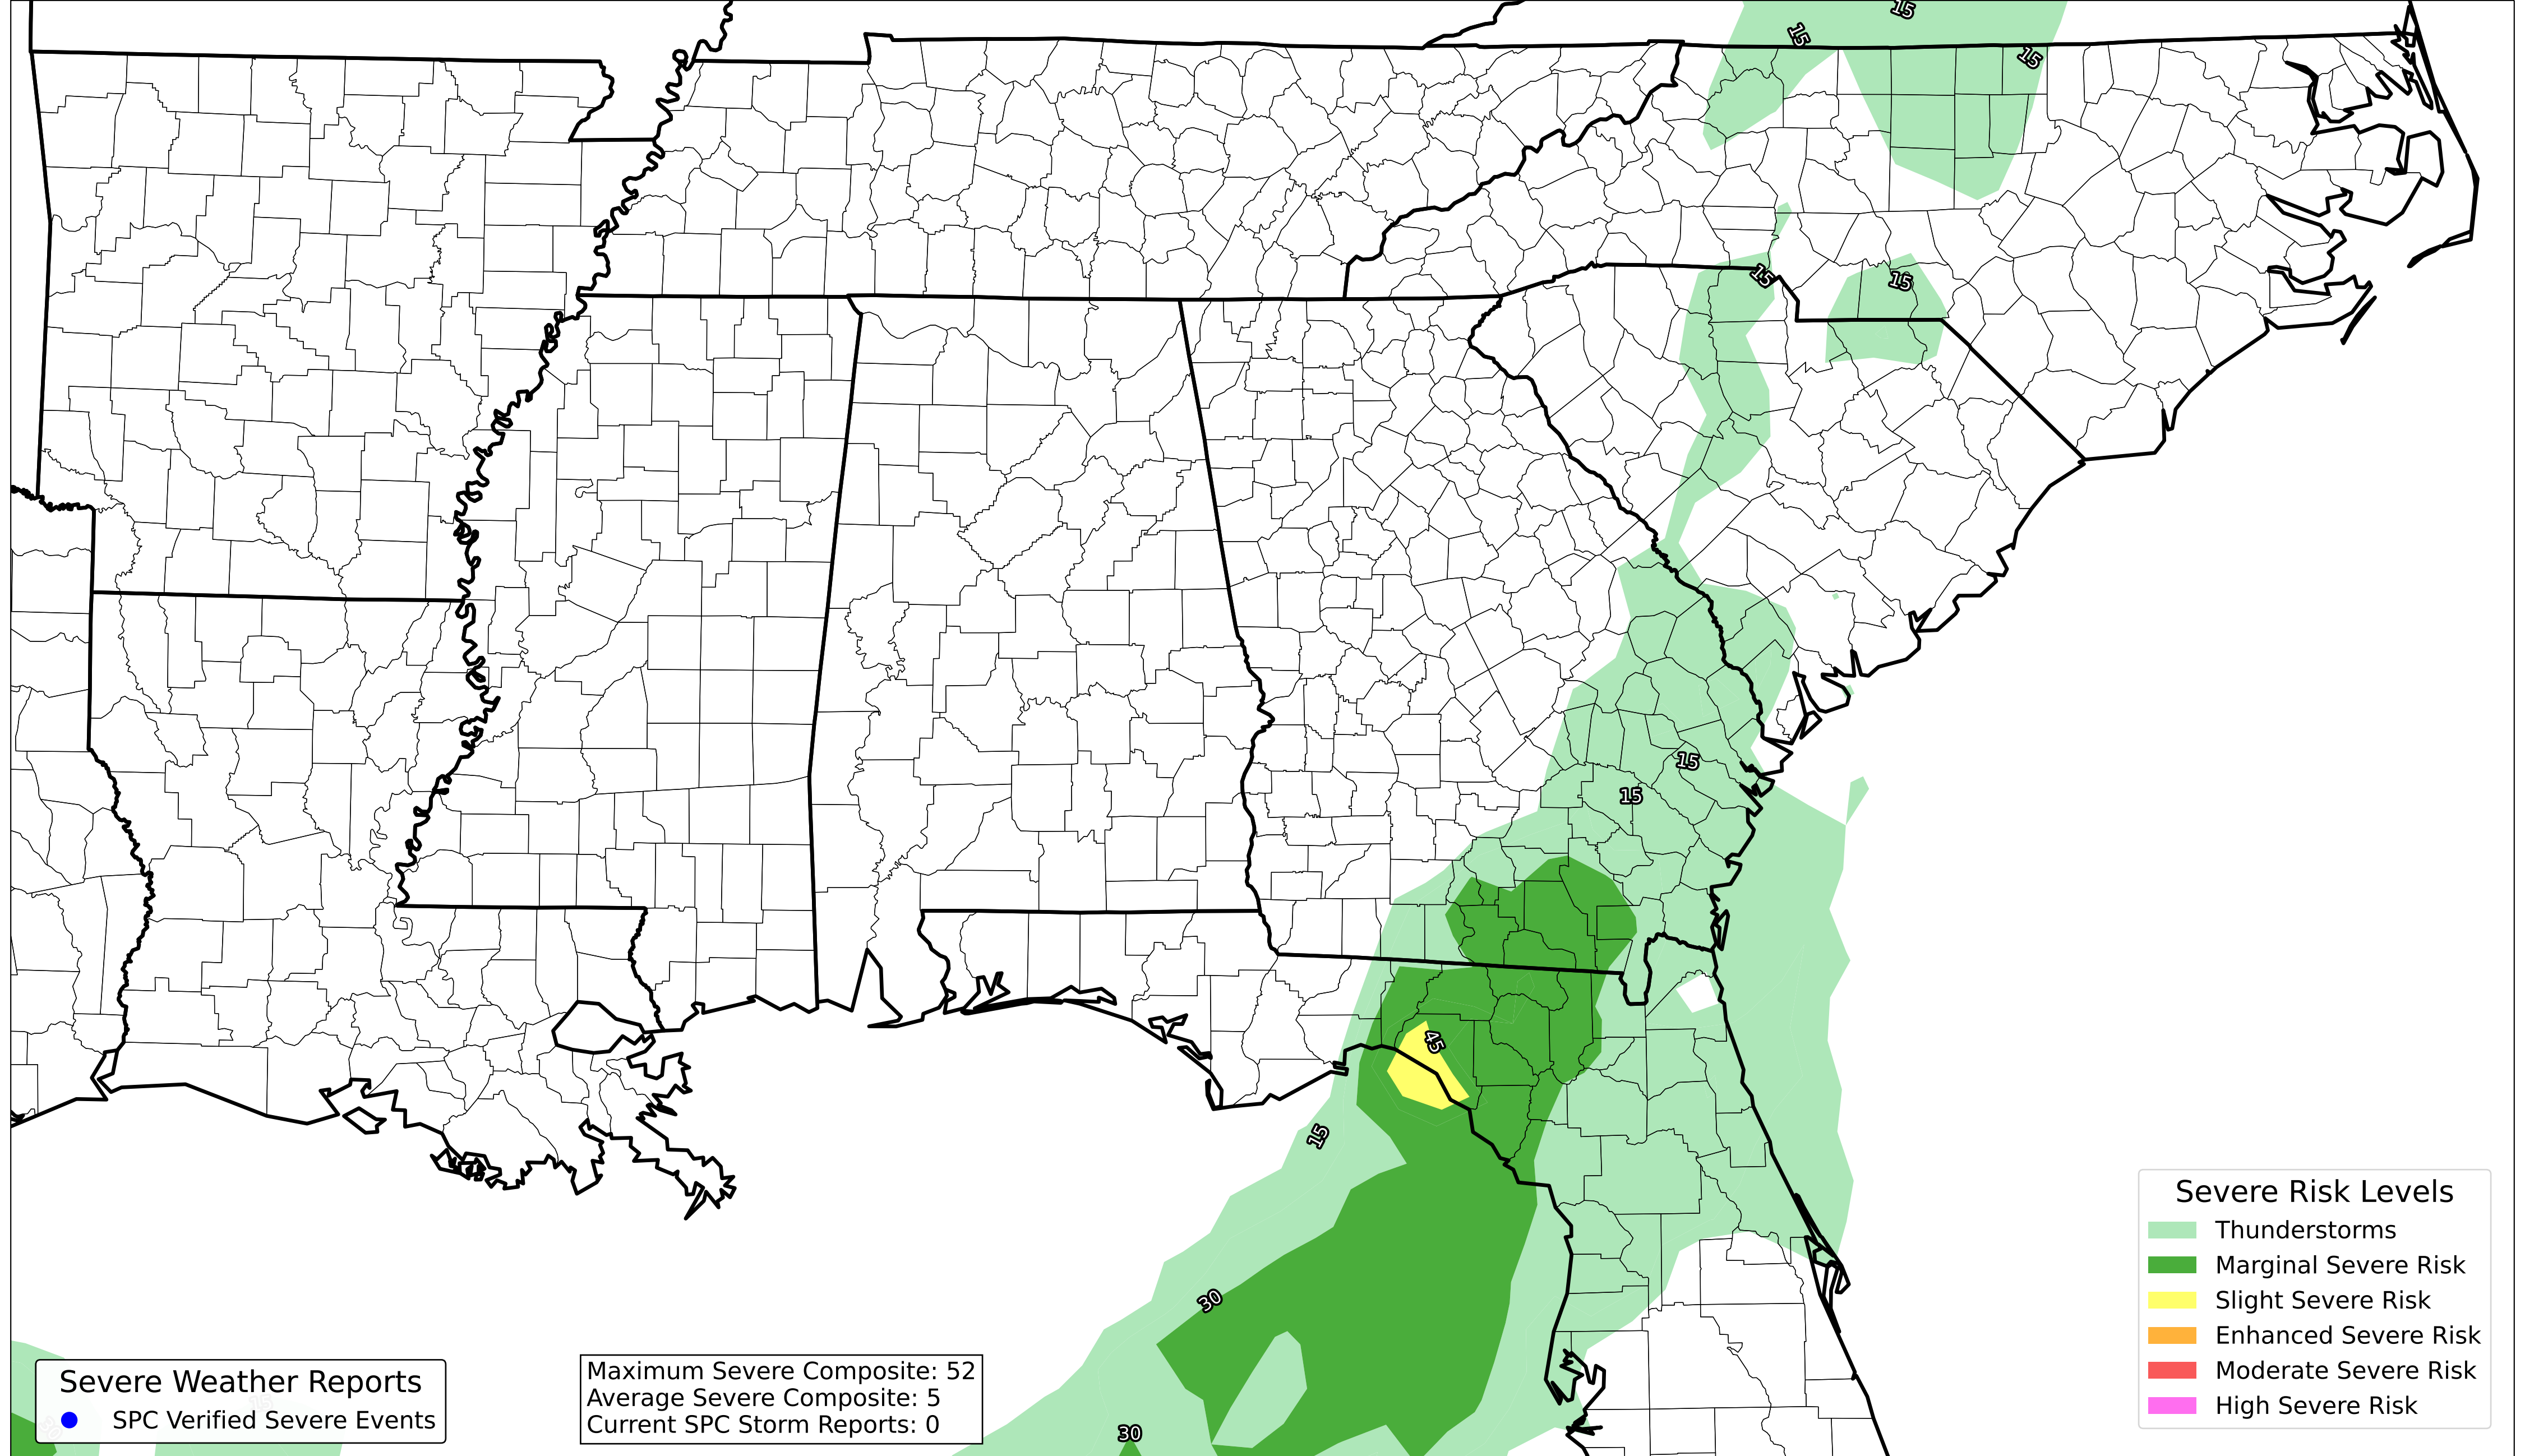 15
15
15
15
15
15
15
45
15
30
30
Severe Risk Levels
Thunderstorms
Marginal Severe Risk
Slight Severe Risk
Enhanced Severe Risk
Moderate Severe Risk
High Severe Risk
Severe Weather Reports
SPC Verified Severe Events
Maximum Severe Composite: 52
Average Severe Composite: 5
Current SPC Storm Reports: 0